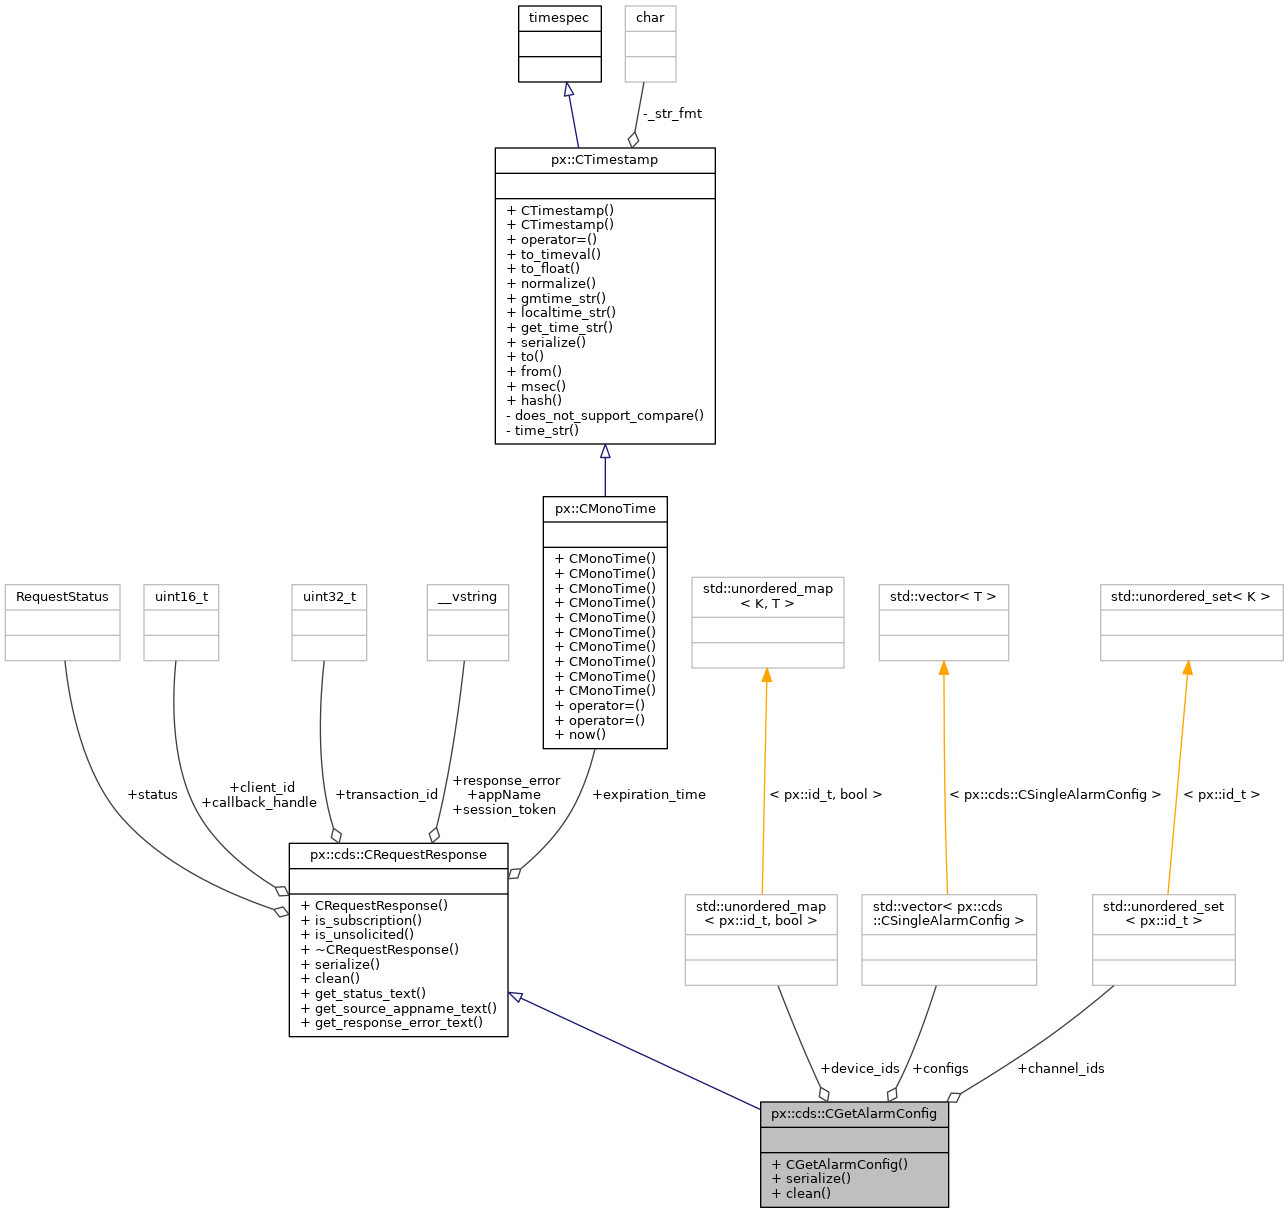 timespec
char
-_str_fmt
px::CTimestamp
+ CTimestamp()
+ CTimestamp()
+ operator=()
+ to_timeval()
+ to_float()
+ normalize()
+ gmtime_str()
+ localtime_str()
+ get_time_str()
+ serialize()
+ to()
+ from()
+ msec()
+ hash()
- does_not_support_compare()
- time_str()
px::CMonoTime
+ CMonoTime()
+ CMonoTime()
+ CMonoTime()
+ CMonoTime()
+ CMonoTime()
+ CMonoTime()
+ CMonoTime()
+ CMonoTime()
+ CMonoTime()
+ CMonoTime()
+ operator=()
+ operator=()
+ now()
RequestStatus
uint16_t
uint32_t
__vstring
std::unordered_map
< K, T >
std::vector< T >
std::unordered_set< K >
+status
+client_id
+callback_handle
+transaction_id
+response_error
+appName
+session_token
+expiration_time
< px::id_t, bool >
< px::cds::CSingleAlarmConfig >
< px::id_t >
px::cds::CRequestResponse
+ CRequestResponse()
+ is_subscription()
+ is_unsolicited()
+ ~CRequestResponse()
+ serialize()
+ clean()
+ get_status_text()
+ get_source_appname_text()
+ get_response_error_text()
std::unordered_map
< px::id_t, bool >
std::vector< px::cds
::CSingleAlarmConfig >
std::unordered_set
< px::id_t >
+device_ids
+configs
+channel_ids
px::cds::CGetAlarmConfig
+ CGetAlarmConfig()
+ serialize()
+ clean()